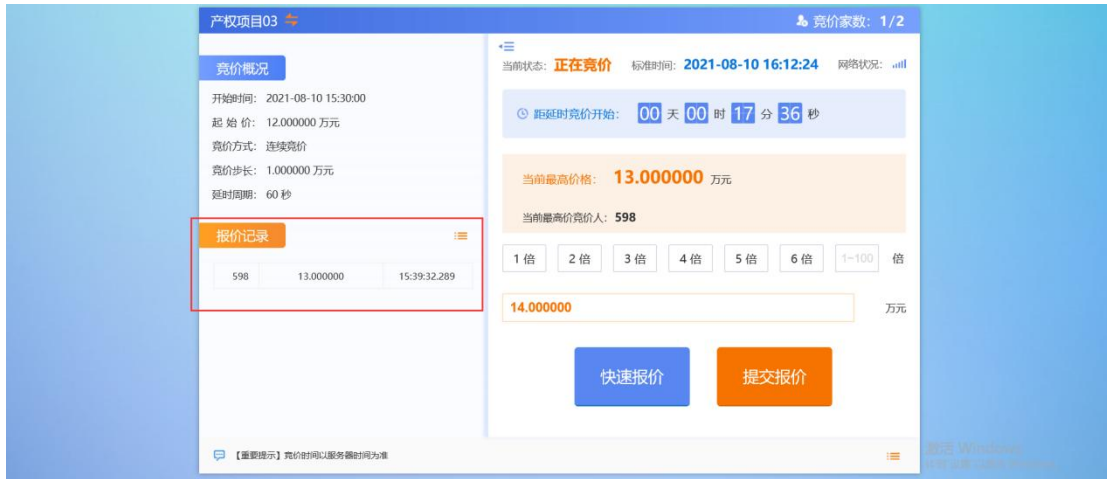 产权项目03
竞价家数：1/2
竞价概况
开始时间： 2021-08-10 15:30:00
起 始 价： 12.000000 万元
竞价方式： 连续竞价
竞价步长： 1.000000 万元
延时周期： 60 秒
报价记录
598 13.000000 15:39:32.289
当前状态：正在竞价 标准时间：2021-08-10 16:12:24 网络状况：
距延时竞价开始： 00 天 00 时 17 分 36 秒
当前最高价格： 13.000000 万元
当前最高价竞价人：598
1 倍 2 倍 3 倍 4 倍 5 倍 6 倍 1~100 倍
14.000000 万元
快速报价 提交报价
【重要提示】竞价时间以服务器时间为准
激活 Windows